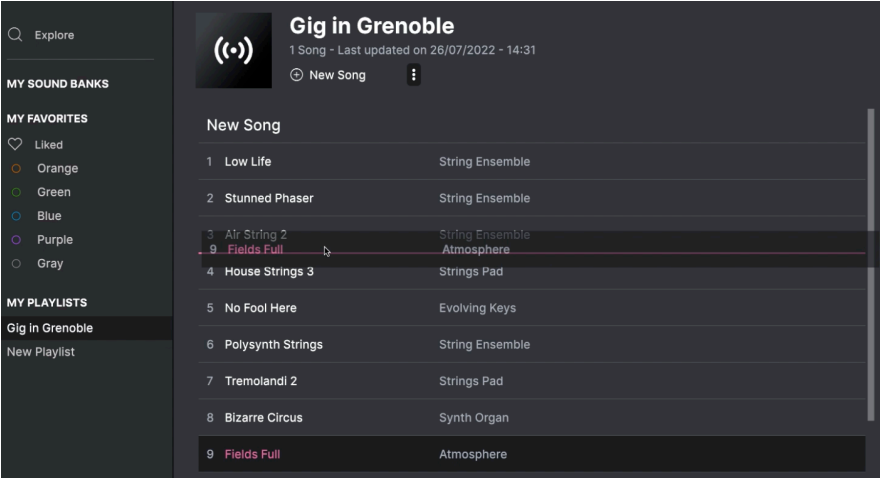 Explore
MY SOUND BANKS
MY FAVORITES
Liked
Orange
Green
Blue
Purple
Gray
MY PLAYLISTS
Gig in Grenoble
New Playlist
Gig in Grenoble
1 Song - Last updated on 26/07/2022 - 14:31
New Song
New Song
1 Low Life String Ensemble
2 Stunned Phaser String Ensemble
3 Air String 2 String Ensemble
9 Fields Full Atmosphere
4 House Strings 3 Strings Pad
5 No Fool Here Evolving Keys
6 Polysynth Strings String Ensemble
7 Tremolandi 2 Strings Pad
8 Bizarre Circus Synth Organ
9 Fields Full Atmosphere